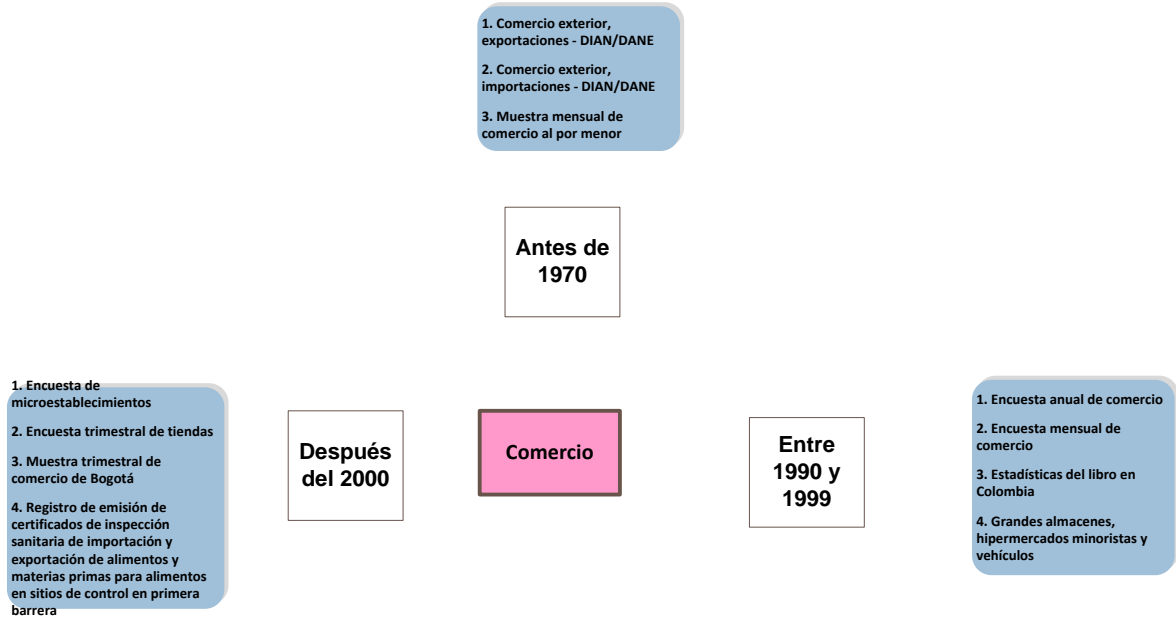 1. Comercio exterior,
exportaciones - DIAN/DANE
2. Comercio exterior,
importaciones - DIAN/DANE
3. Muestra mensual de
comercio al por menor
Antes de
1970
1. Encuesta de
microestablecimientos
2. Encuesta trimestral de tiendas
3. Muestra trimestral de
comercio de Bogotá
4. Registro de emisión de
certificados de inspección
sanitaria de importación y
exportación de alimentos y
materias primas para alimentos
en sitios de control en primera
barrera
Después
del 2000
Comercio
Entre
1990 y
1999
1. Encuesta anual de comercio
2. Encuesta mensual de
comercio
3. Estadísticas del libro en
Colombia
4. Grandes almacenes,
hipermercados minoristas y
vehículos